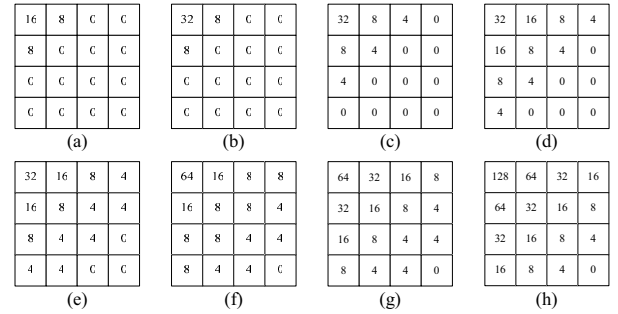 16 8 C C 32 8 C C 32 8 4 0 32 16 8 4
8 C C C 8 C C C 8 4 0 0 16 8 4 0
C C C C C C C C 4 0 0 0 8 4 0 0
C C C C C C C C 0 0 0 0 4 0 0 0
(a) (b) (c) (d)
32 16 8 4 64 16 8 8 64 32 16 8 128 64 32 16
16 8 4 4 16 8 8 4 32 16 8 4 64 32 16 8
8 4 4 C 8 8 4 4 16 8 4 4 32 16 8 4
4 4 C C 8 4 4 C 8 4 4 0 16 8 4 0
(e) (f) (g) (h)